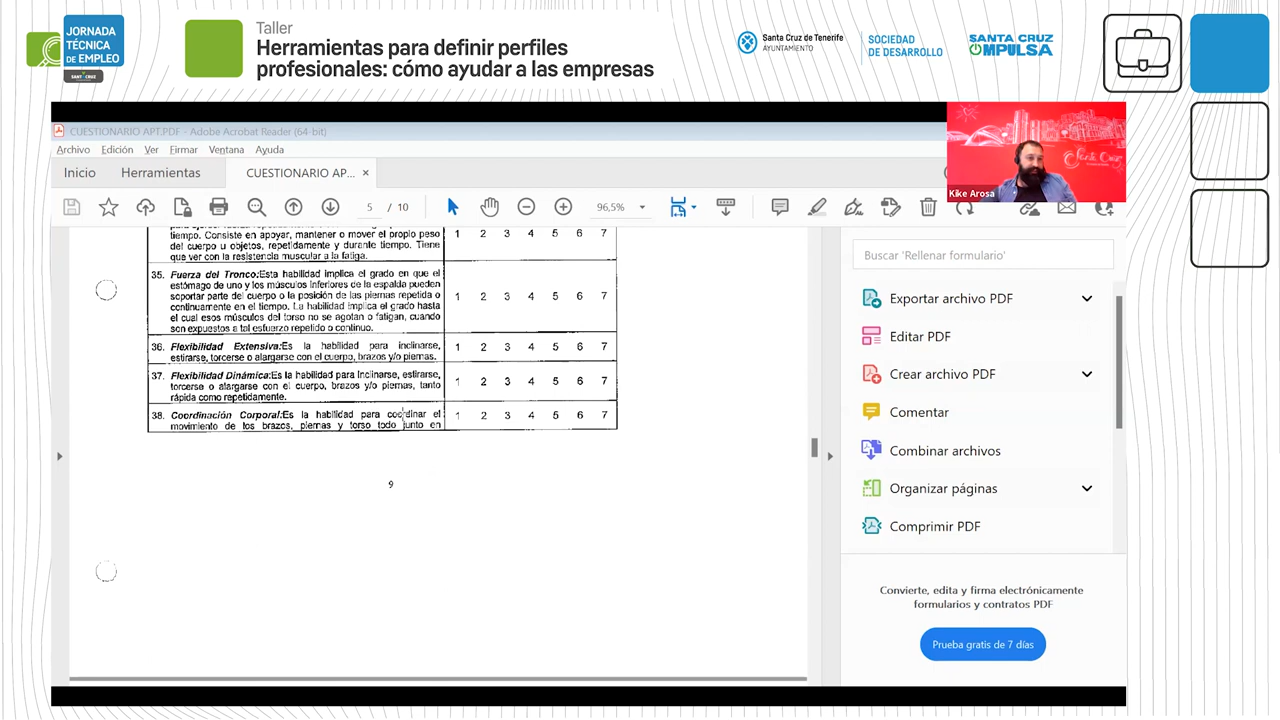 JORNADA
TÉCNICA
DE EMPLEO
SANTA CRUZ
Taller
Herramientas para definir perfiles
profesionales: cómo ayudar a las empresas
Santa Cruz de Tenerife
AYUNTAMIENTO
SOCIEDAD
DE DESARROLLO
SANTA CRUZ
IMPULSA
CUESTIONARIO APT.PDF - Adobe Acrobat Reader (64-bit)
Archivo Edición Ver Firmar Ventana Ayuda
Inicio Herramientas CUESTIONARIO AP... ×
5 / 10 96,5%
Santa Cruz
Kike Arosa
tiempo. Consiste en apoyar, mantener o mover el propio peso
del cuerpo u objetos, repetidamente y durante tiempo. Tiene
que ver con la resistencia muscular a la fatiga.
1 2 3 4 5 6 7
35. Fuerza del Tronco:Esta habilidad implica el grado en que el
estómago de uno y los músculos inferiores de la espalda pueden
soportar parte del cuerpo o la posición de las piernas repetida o
continuamente en el tiempo. La habilidad implica el grado hasta
el cual esos músculos del torso no se agotan o fatigan, cuando
son expuestos a tal esfuerzo repetido o continuo.
1 2 3 4 5 6 7
36. Flexibilidad Extensiva:Es la habilidad para inclinarse,
estirarse, torcerse o alargarse con el cuerpo, brazos y/o piernas.
1 2 3 4 5 6 7
37. Flexibilidad Dinámica:Es la habilidad para Inclinarse, estirarse,
torcerse o alargarse con el cuerpo, brazos y/o piernas, tanto
rápida como repetidamente.
1 2 3 4 5 6 7
38. Coordinación Corporal:Es la habilidad para coordinar el
movimiento de los brazos, piernas y torso todo junto en
1 2 3 4 5 6 7
9
Buscar 'Rellenar formulario'
Exportar archivo PDF
Editar PDF
Crear archivo PDF
Comentar
Combinar archivos
Organizar páginas
Comprimir PDF
Convierte, edita y firma electrónicamente
formularios y contratos PDF
Prueba gratis de 7 días